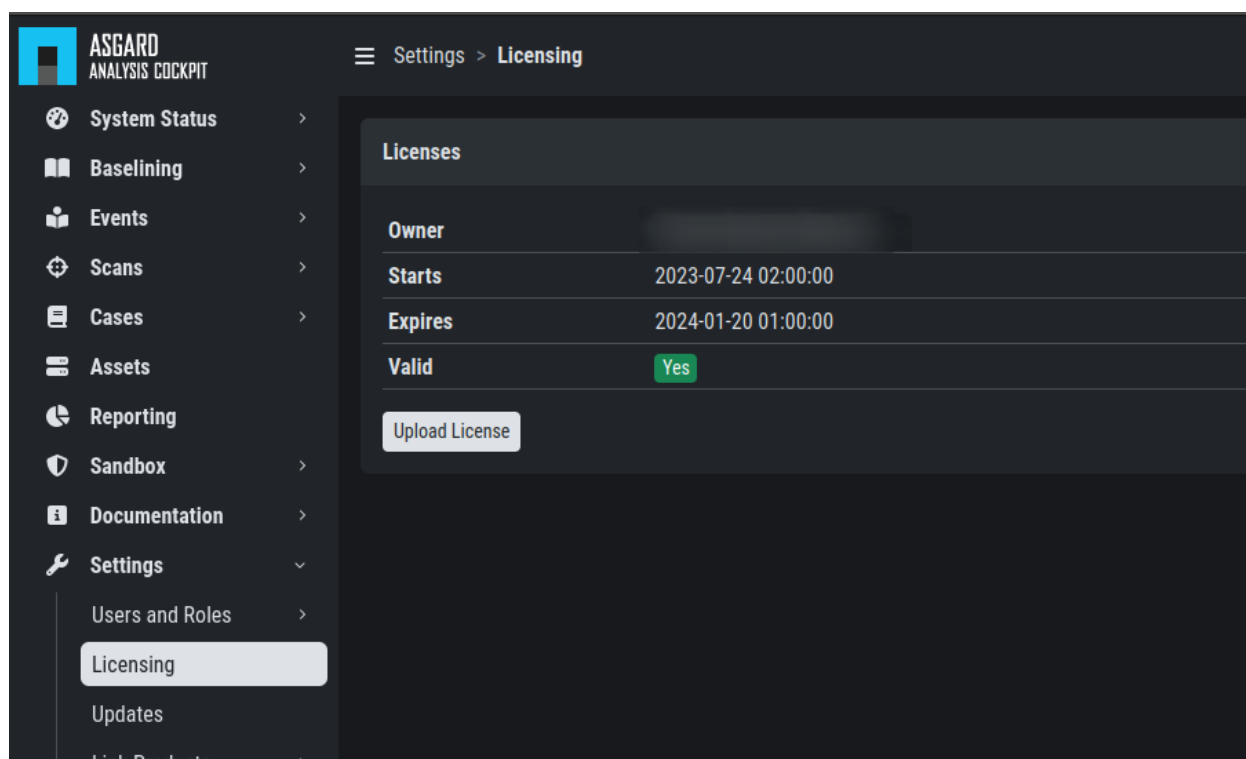 ASGARD
ANALYSIS COCKPIT
Settings > Licensing
System Status
Baselining
Events
Scans
Cases
Assets
Reporting
Sandbox
Documentation
Settings
Users and Roles
Licensing
Updates
Licenses
Owner
Starts 2023-07-24 02:00:00
Expires 2024-01-20 01:00:00
Valid Yes
Upload License